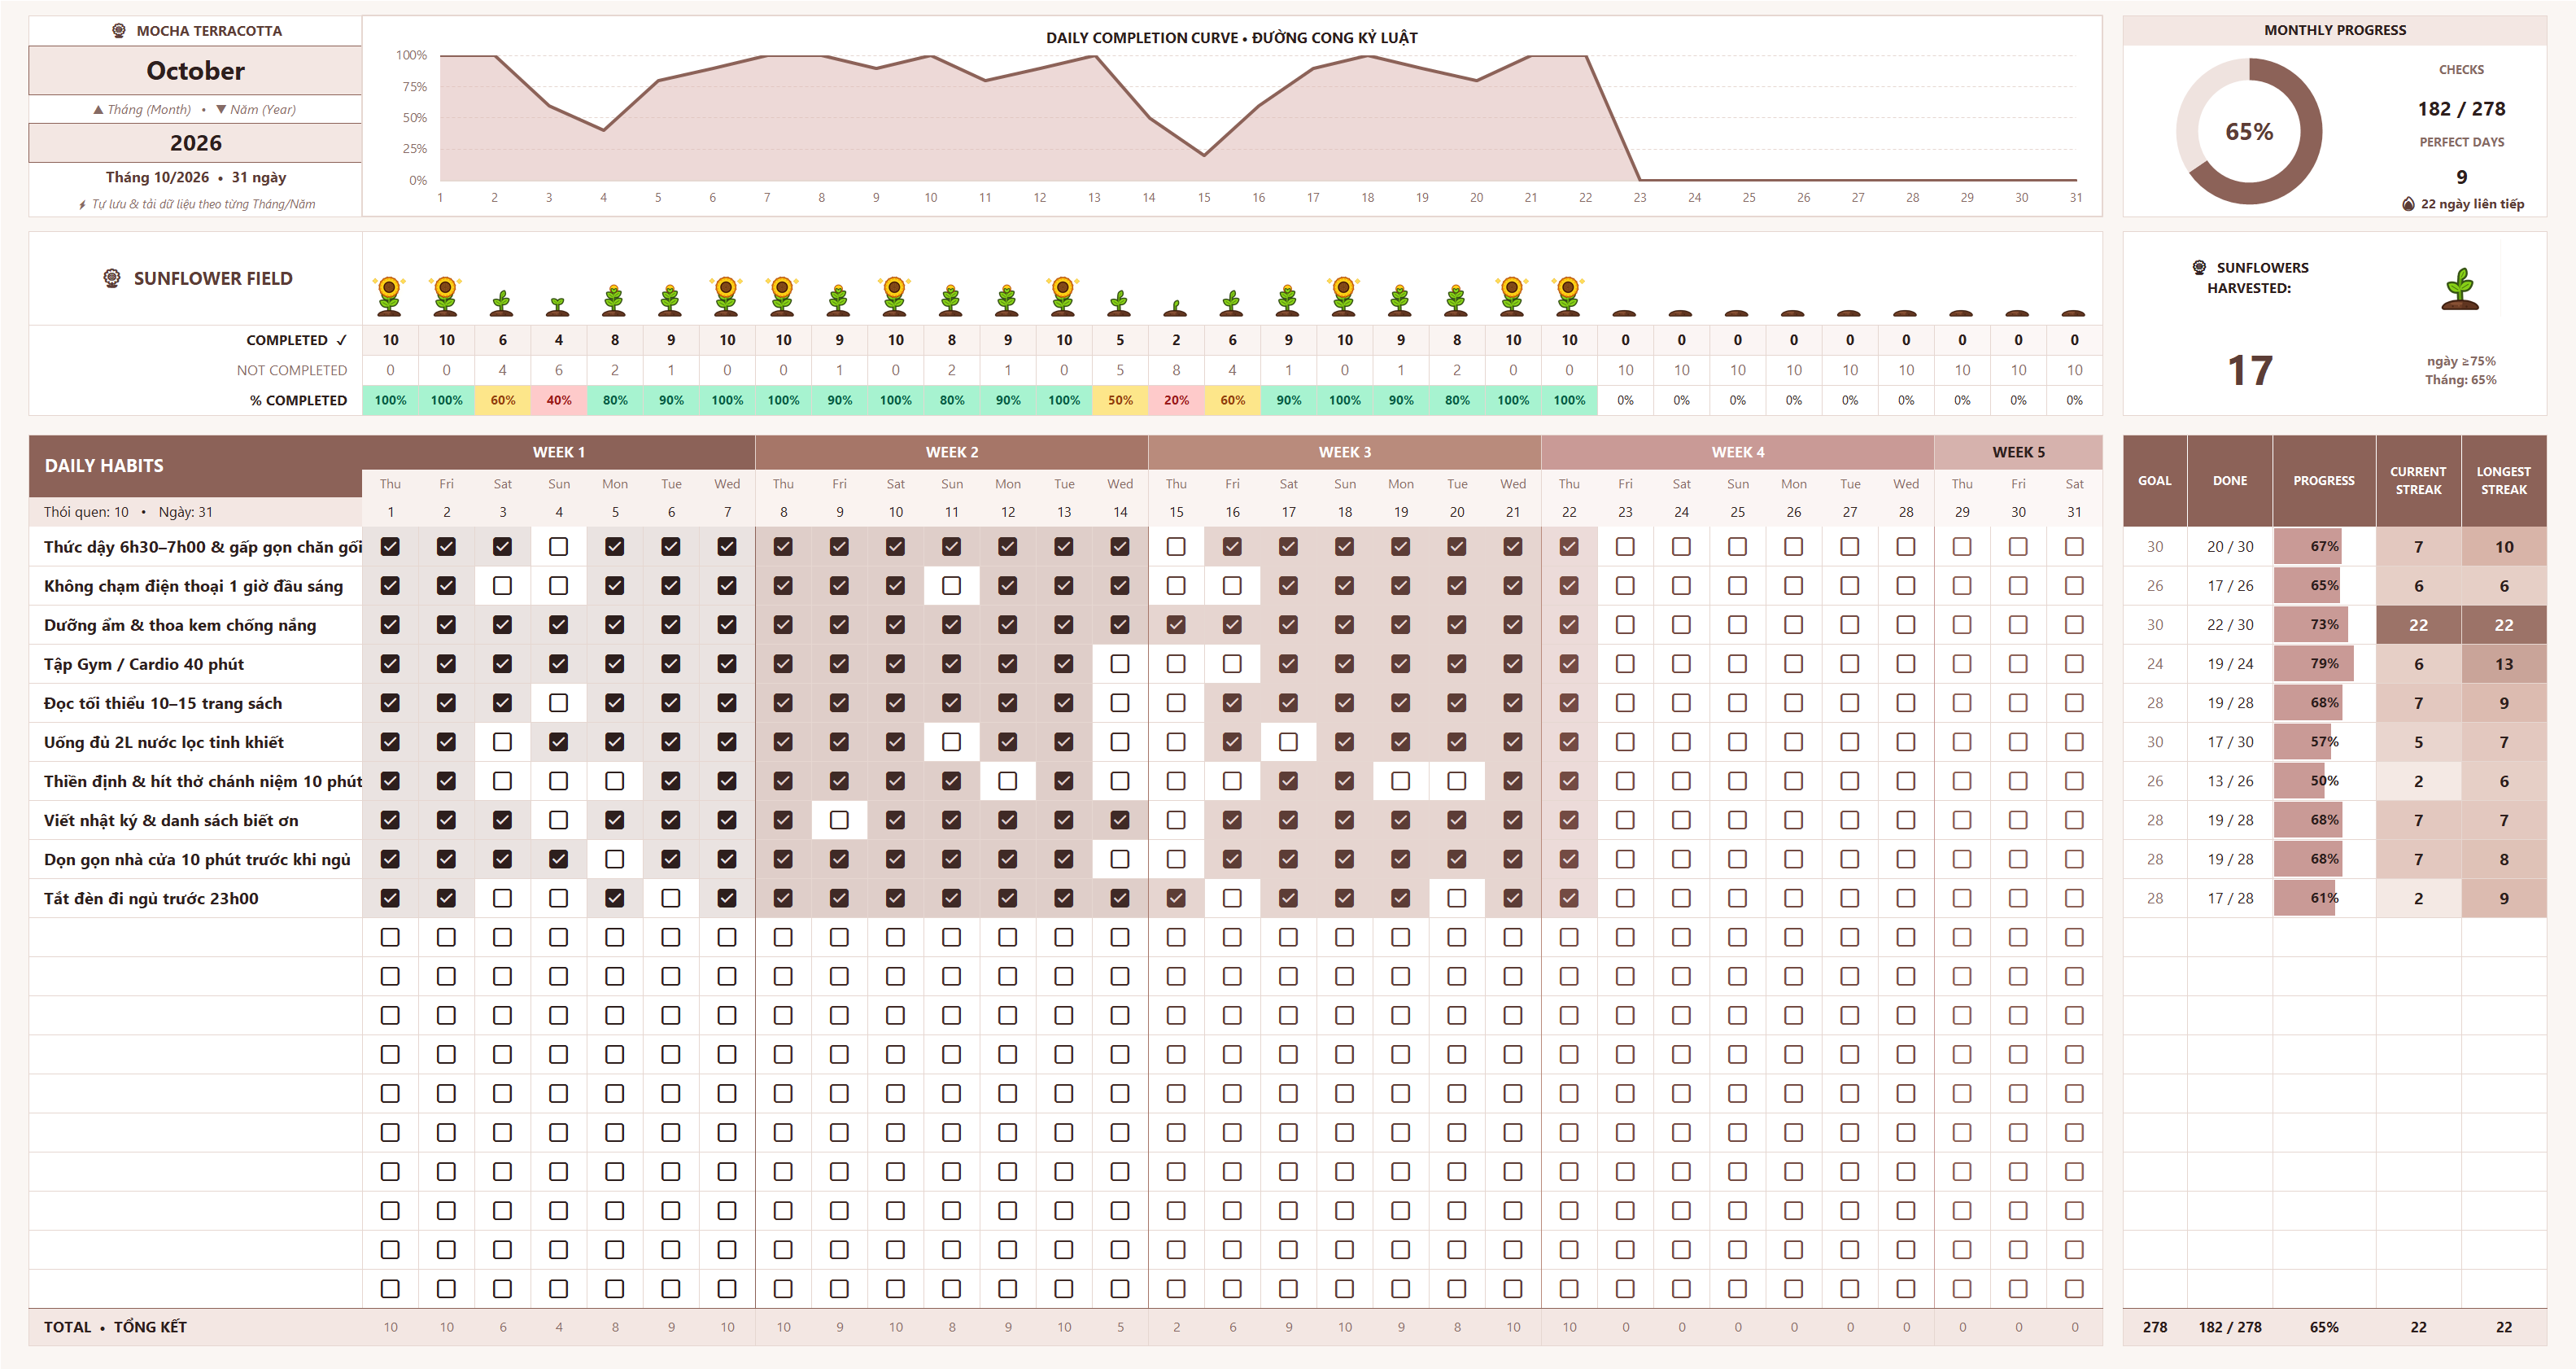 MOCHA TERRACOTTA
October
▲ Tháng (Month) • ▼ Năm (Year)
2026
Tháng 10/2026 • 31 ngày
Tự lưu & tải dữ liệu theo từng Tháng/Năm
DAILY COMPLETION CURVE • ĐƯỜNG CONG KỶ LUẬT
100%
75%
50%
25%
0%
1 2 3 4 5 6 7 8 9 10 11 12 13 14 15 16 17 18 19 20 21 22 23 24 25 26 27 28 29 30 31
MONTHLY PROGRESS
65%
CHECKS
182 / 278
PERFECT DAYS
9
22 ngày liên tiếp
SUNFLOWER FIELD
COMPLETED ✓ 10 10 6 4 8 9 10 10 9 10 8 9 10 5 2 6 9 10 9 8 10 10 0 0 0 0 0 0 0 0 0
NOT COMPLETED 0 0 4 6 2 1 0 0 1 0 2 1 0 5 8 4 1 0 1 2 0 0 10 10 10 10 10 10 10 10 10
% COMPLETED 100% 100% 60% 40% 80% 90% 100% 100% 90% 100% 80% 90% 100% 50% 20% 60% 90% 100% 90% 80% 100% 100% 0% 0% 0% 0% 0% 0% 0% 0% 0%
SUNFLOWERS
HARVESTED:
17
ngày ≥75%
Tháng: 65%
DAILY HABITS WEEK 1 WEEK 2 WEEK 3 WEEK 4 WEEK 5
Thu Fri Sat Sun Mon Tue Wed Thu Fri Sat Sun Mon Tue Wed Thu Fri Sat Sun Mon Tue Wed Thu Fri Sat Sun Mon Tue Wed Thu Fri Sat
Thói quen: 10 • Ngày: 31 1 2 3 4 5 6 7 8 9 10 11 12 13 14 15 16 17 18 19 20 21 22 23 24 25 26 27 28 29 30 31
GOAL DONE PROGRESS CURRENT STREAK LONGEST STREAK
Thức dậy 6h30–7h00 & gấp gọn chăn gối 30 20 / 30 67% 7 10
Không chạm điện thoại 1 giờ đầu sáng 26 17 / 26 65% 6 6
Dưỡng ẩm & thoa kem chống nắng 30 22 / 30 73% 22 22
Tập Gym / Cardio 40 phút 24 19 / 24 79% 6 13
Đọc tối thiểu 10–15 trang sách 28 19 / 28 68% 7 9
Uống đủ 2L nước lọc tinh khiết 30 17 / 30 57% 5 7
Thiền định & hít thở chánh niệm 10 phút 26 13 / 26 50% 2 6
Viết nhật ký & danh sách biết ơn 28 19 / 28 68% 7 7
Dọn gọn nhà cửa 10 phút trước khi ngủ 28 19 / 28 68% 7 8
Tắt đèn đi ngủ trước 23h00 28 17 / 28 61% 2 9
TOTAL • TỔNG KẾT 10 10 6 4 8 9 10 10 9 10 8 9 10 5 2 6 9 10 9 8 10 10 0 0 0 0 0 0 0 0 0 278 182 / 278 65% 22 22